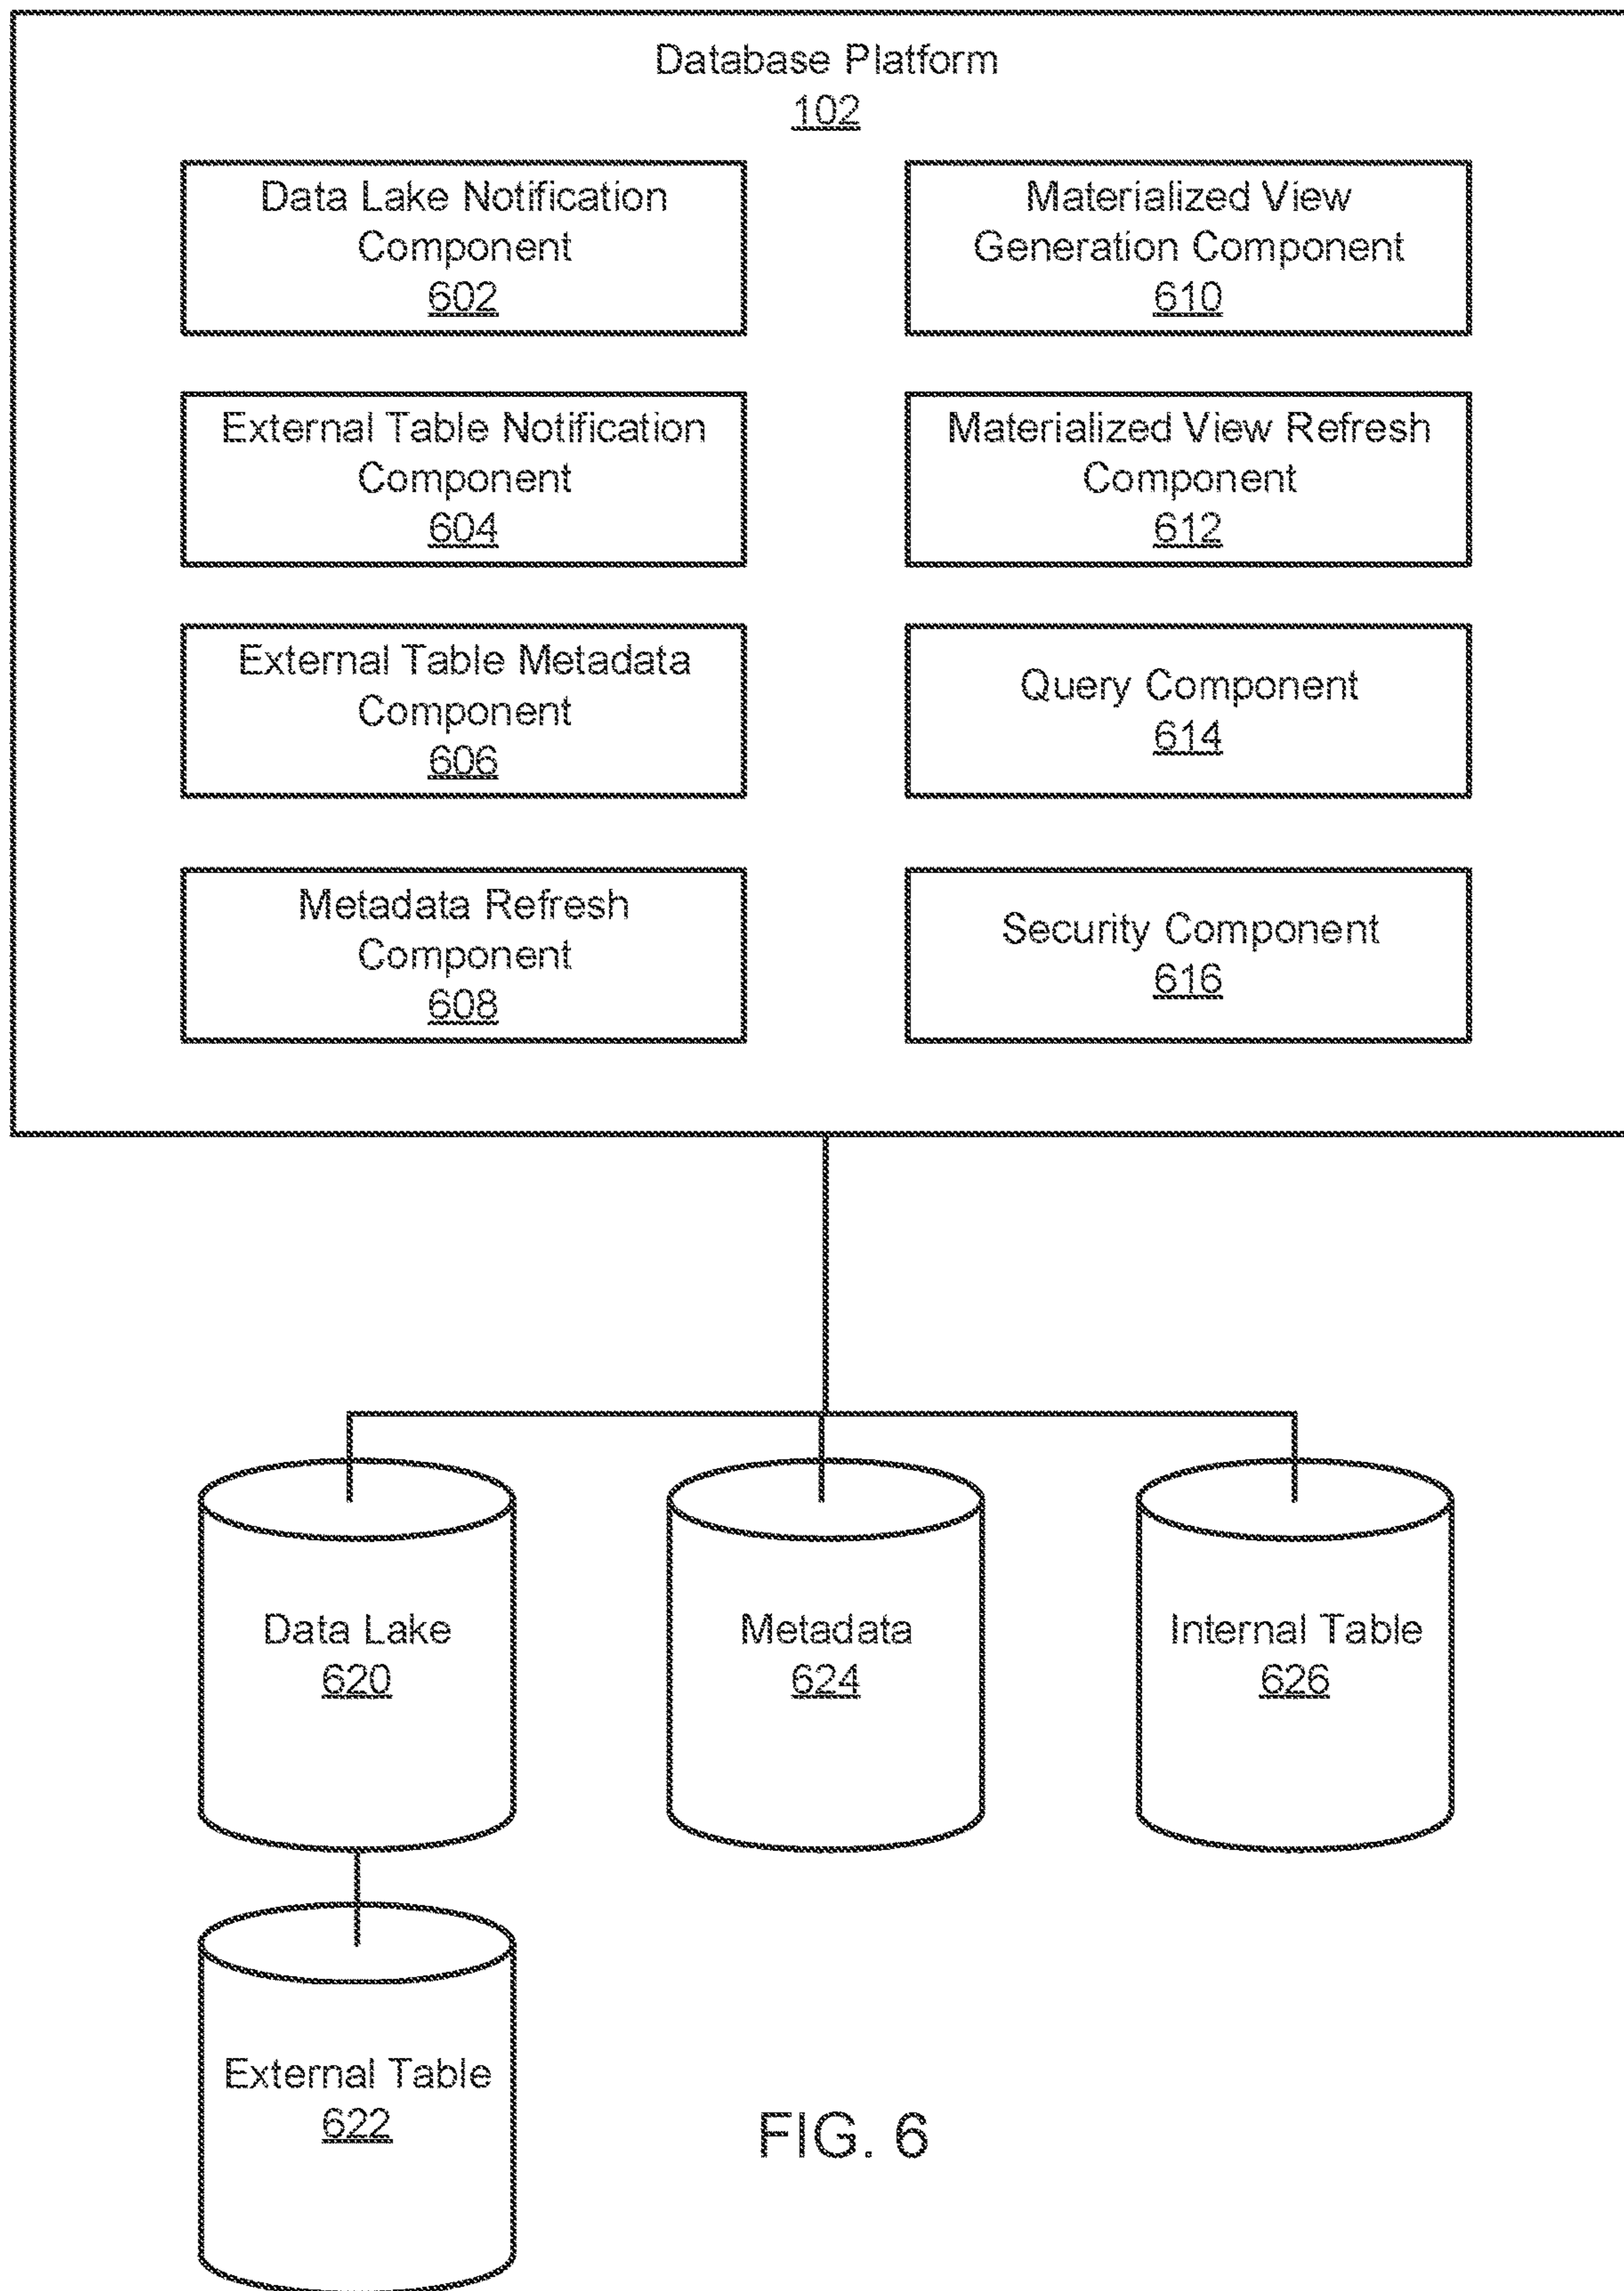 Database Platform
102
Data Lake Notification
Component
602
Materialized View
Generation Component
610
External Table Notification
Component
604
Materialized View Refresh
Component
612
External Table Metadata
Component
606
Query Component
614
Metadata Refresh
Component
608
Security Component
616
Data Lake
620
Metadata
624
Internal Table
626
External Table
622
FIG. 6